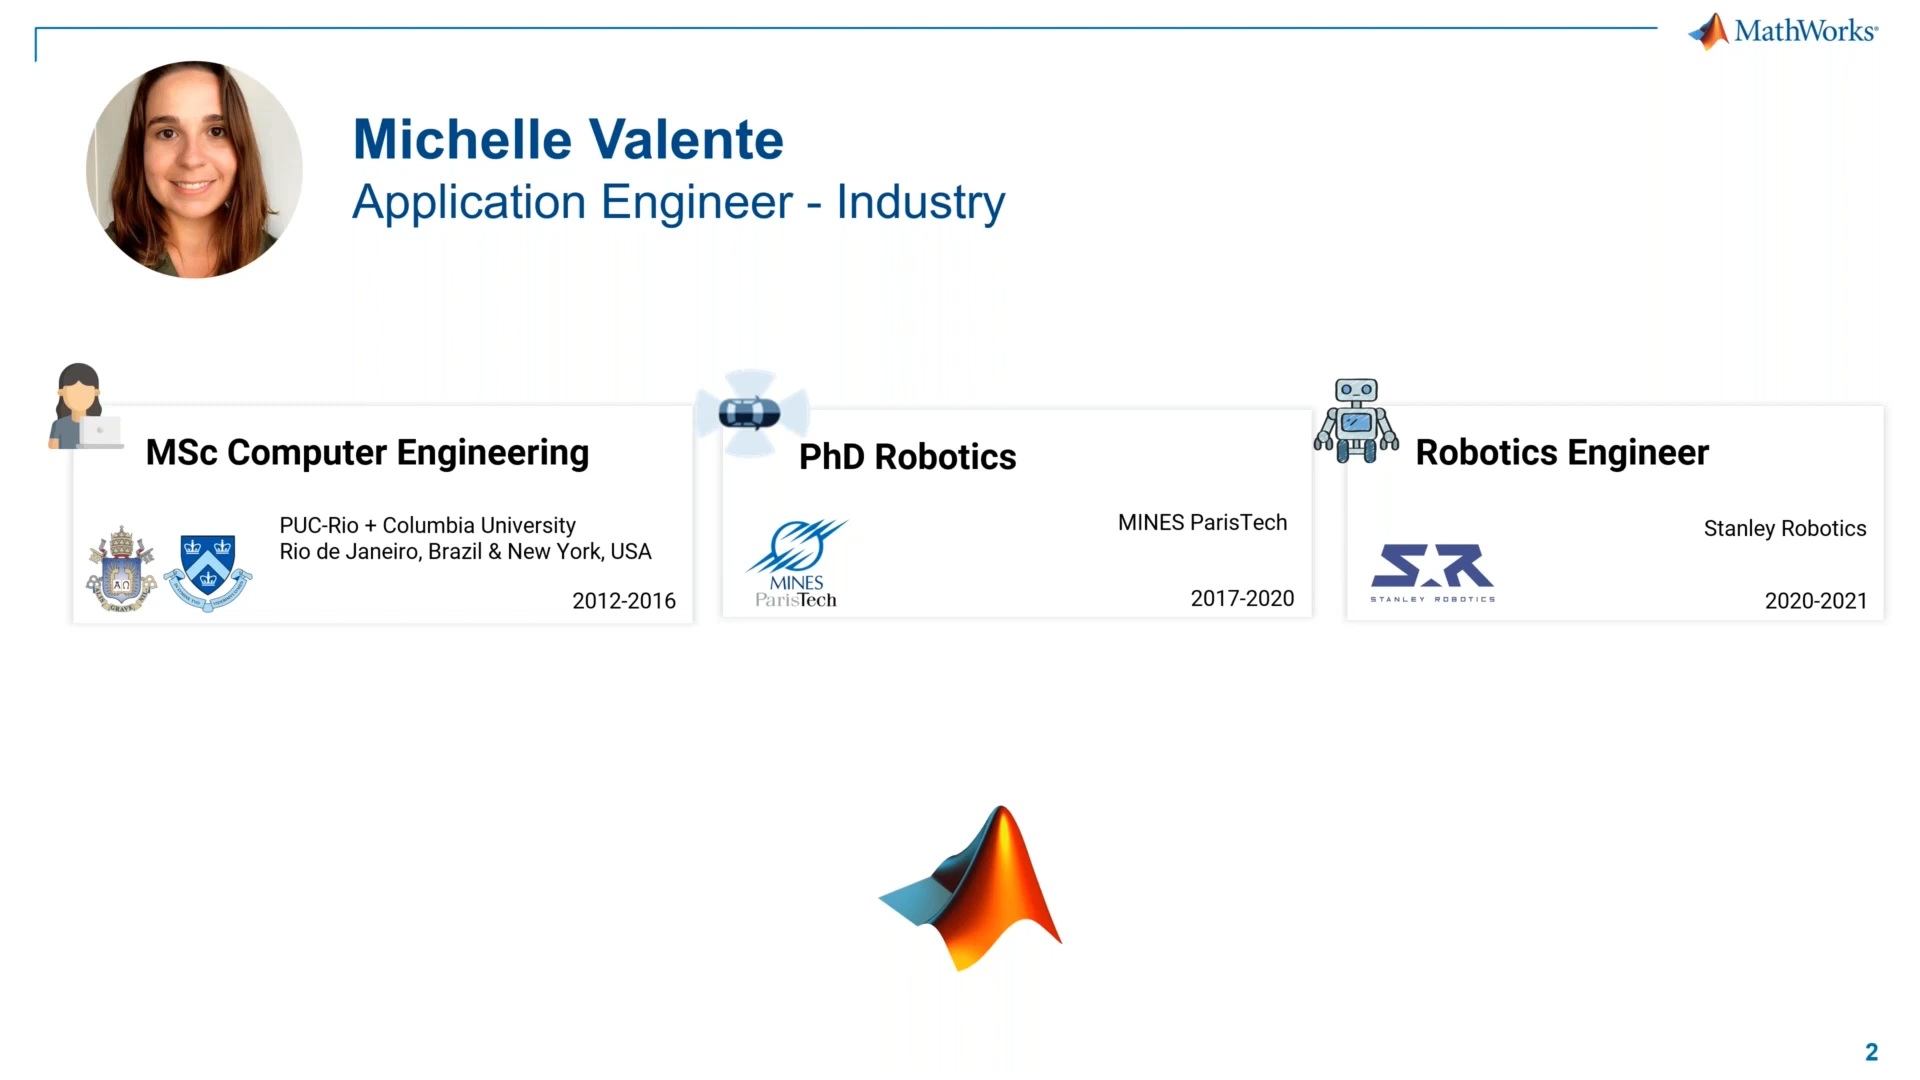 MathWorks®
Michelle Valente
Application Engineer - Industry
MSc Computer Engineering
PUC-Rio + Columbia University
Rio de Janeiro, Brazil & New York, USA
2012-2016
PhD Robotics
MINES ParisTech
MINES
ParisTech
2017-2020
Robotics Engineer
Stanley Robotics
SR
STANLEY ROBOTICS
2020-2021
2